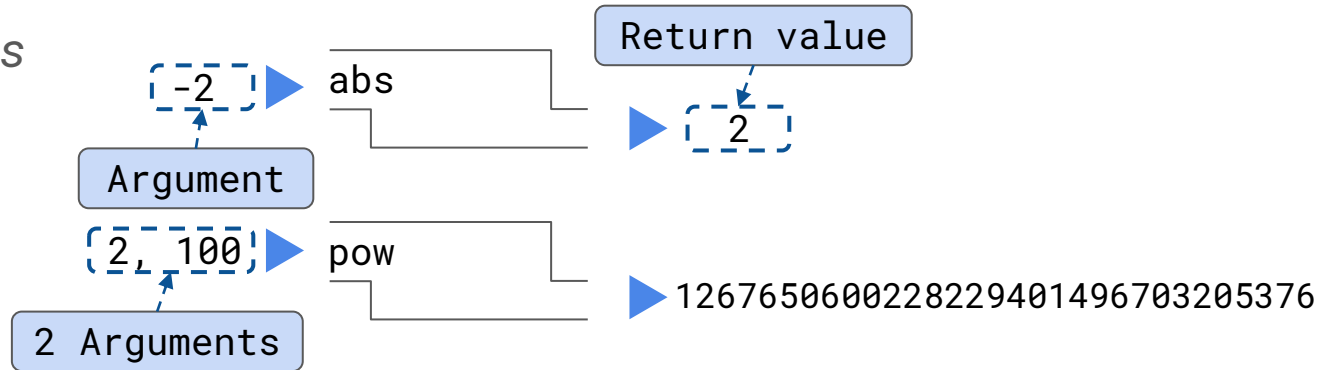 s
Return value
-2
abs
2
Argument
2, 100
pow
1267650600228229401496703205376
2 Arguments